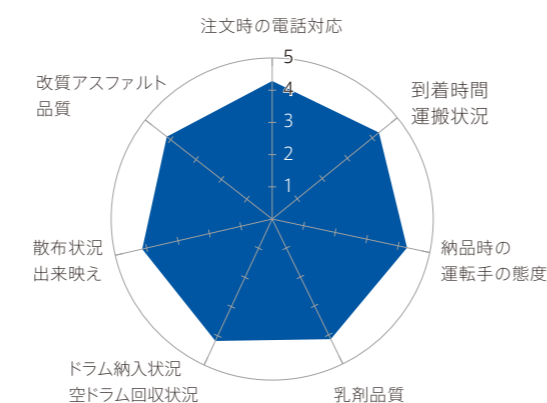 注文時の電話対応
5
4
3
2
1
到着時間
運搬状況
納品時の
運転手の態度
乳剤品質
ドラム納入状況
空ドラム回収状況
散布状況
出来映え
改質アスファルト
品質